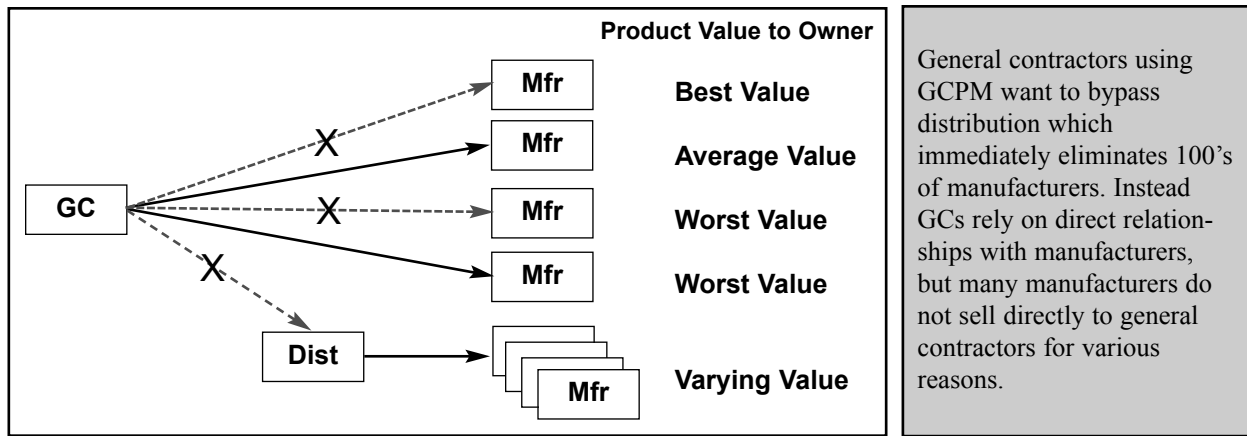 Product Value to Owner
Mfr
Best Value
X
Mfr
Average Value
GC
X
Mfr
Worst Value
X
Mfr
Worst Value
Dist
Mfr
Varying Value
General contractors using
GCPM want to bypass
distribution which
immediately eliminates 100's
of manufacturers. Instead
GCs rely on direct relation-
ships with manufacturers,
but many manufacturers do
not sell directly to general
contractors for various
reasons.